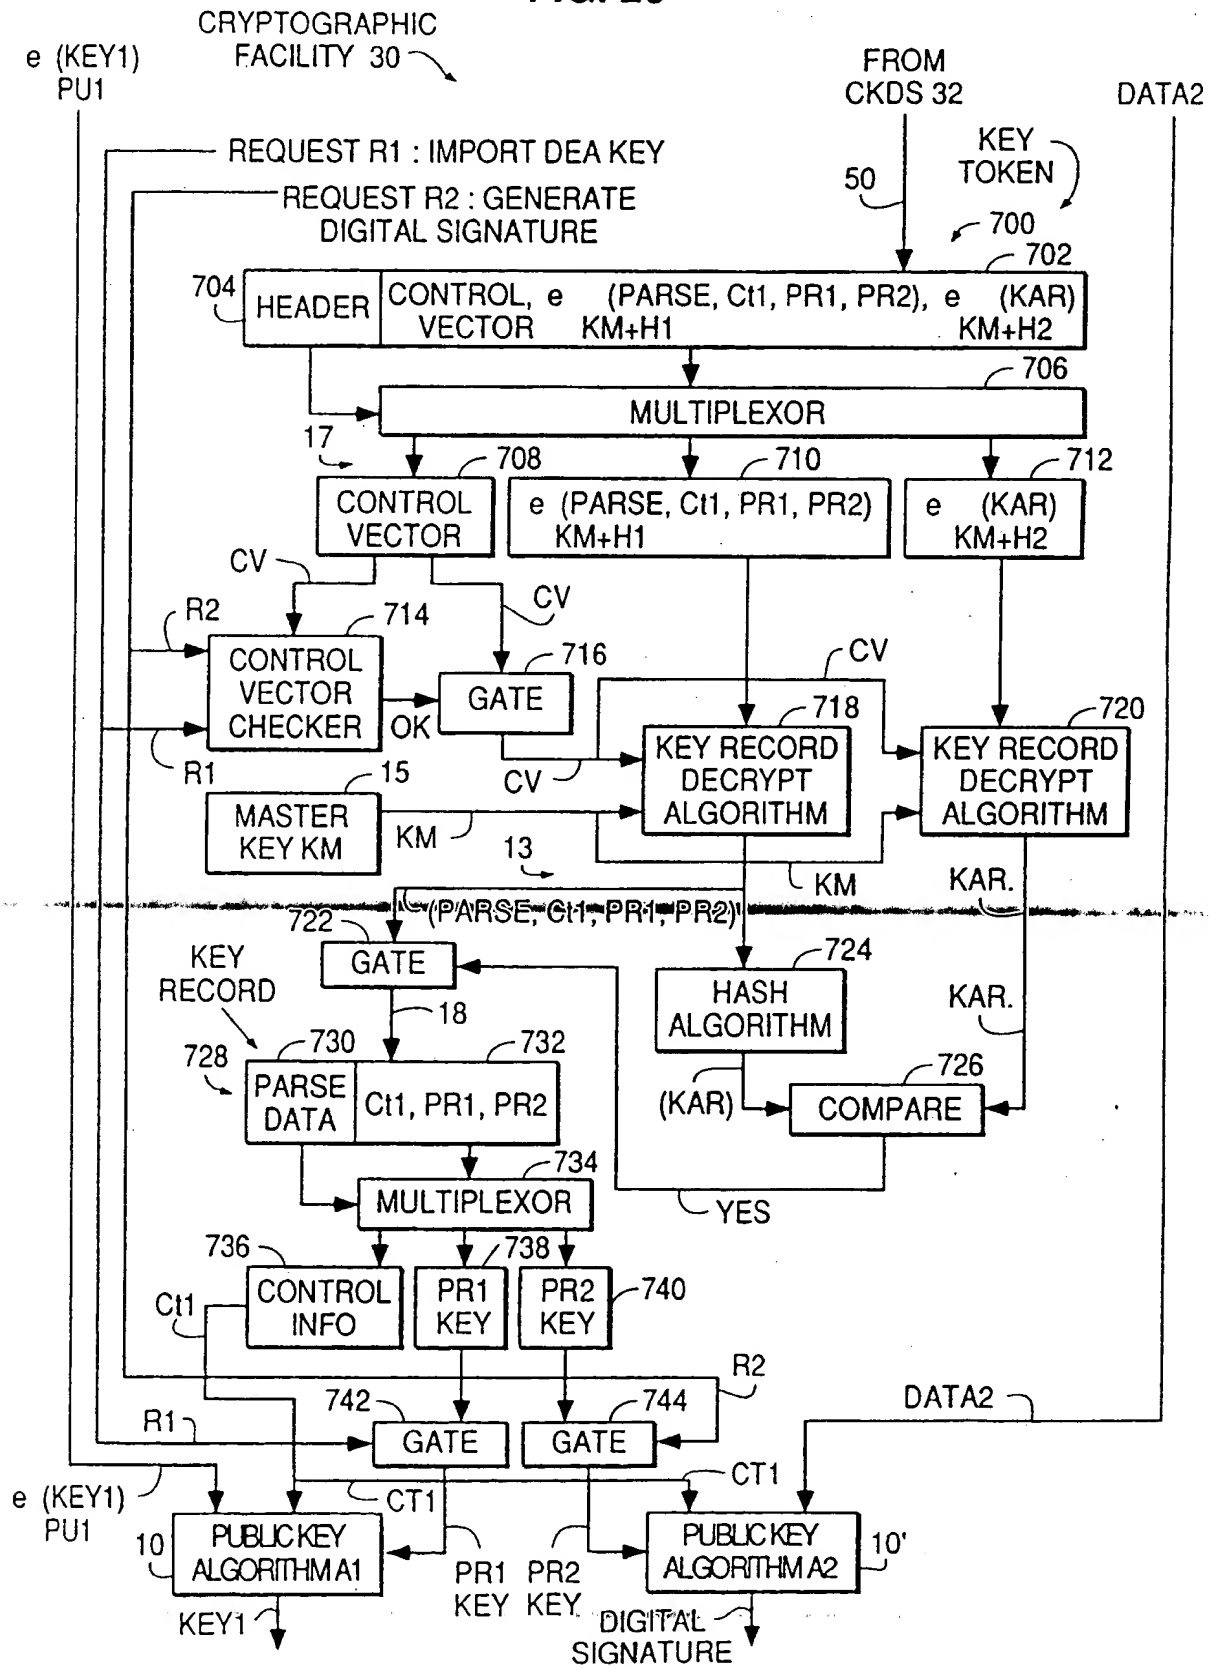 CRYPTOGRAPHIC
FACILITY 30
e (KEY1)
PU1
FROM
CKDS 32
DATA2
REQUEST R1 : IMPORT DEA KEY
KEY
TOKEN
50
REQUEST R2 : GENERATE
DIGITAL SIGNATURE
700
702
704
HEADER
CONTROL, e (PARSE, Ct1, PR1, PR2), e (KAR)
VECTOR KM+H1 KM+H2
706
MULTIPLEXOR
17
708
710
712
CONTROL
VECTOR
e (PARSE, Ct1, PR1, PR2)
KM+H1
e (KAR)
KM+H2
CV
CV
R2
714
716
CV
CONTROL
VECTOR
CHECKER
GATE
OK
718
720
KEY RECORD
DECRYPT
ALGORITHM
KEY RECORD
DECRYPT
ALGORITHM
R1
15
CV
MASTER
KEY KM
KM
13
KM
KAR.
(PARSE, Ct1, PR1, PR2)
722
GATE
724
KEY
RECORD
HASH
ALGORITHM
KAR.
18
728
730
732
726
PARSE
DATA
Ct1, PR1, PR2
(KAR)
COMPARE
734
MULTIPLEXOR
YES
736
738
CONTROL
INFO
PR1
KEY
PR2
KEY
740
Ct1
R2
742
744
DATA2
R1
GATE
GATE
CT1
CT1
e (KEY1)
PU1
10
PUBLIC KEY
ALGORITHM A1
PUBLIC KEY
ALGORITHM A2
10'
PR1
KEY
PR2
KEY
KEY1
DIGITAL
SIGNATURE